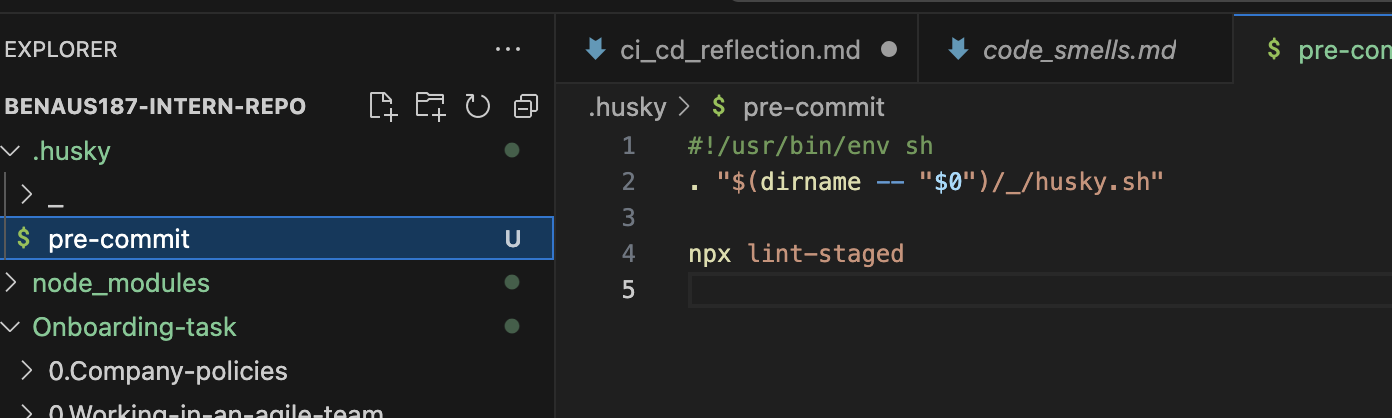 EXPLORER
BENAUS187-INTERN-REPO
.husky
_
$ pre-commit U
node_modules
Onboarding-task
0.Company-policies
0.Working-in-an-agile-team
ci_cd_reflection.md
code_smells.md
$ pre-con
.husky > $ pre-commit
1 #!/usr/bin/env sh
2 . "$(dirname -- "$0")/_/husky.sh"
3
4 npx lint-staged
5